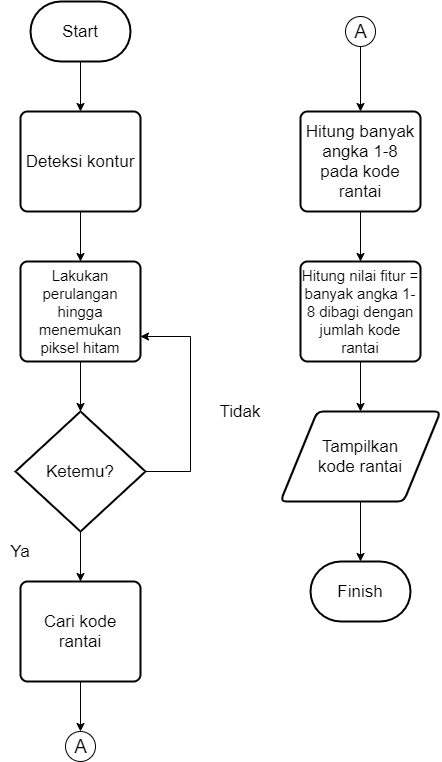 Start
Deteksi kontur
Lakukan
perulangan
hingga
menemukan
piksel hitam
Tidak
Ketemu?
Ya
Cari kode
rantai
A
A
Hitung banyak
angka 1-8
pada kode
rantai
Hitung nilai fitur =
banyak angka 1-
8 dibagi dengan
jumlah kode
rantai
Tampilkan
kode rantai
Finish